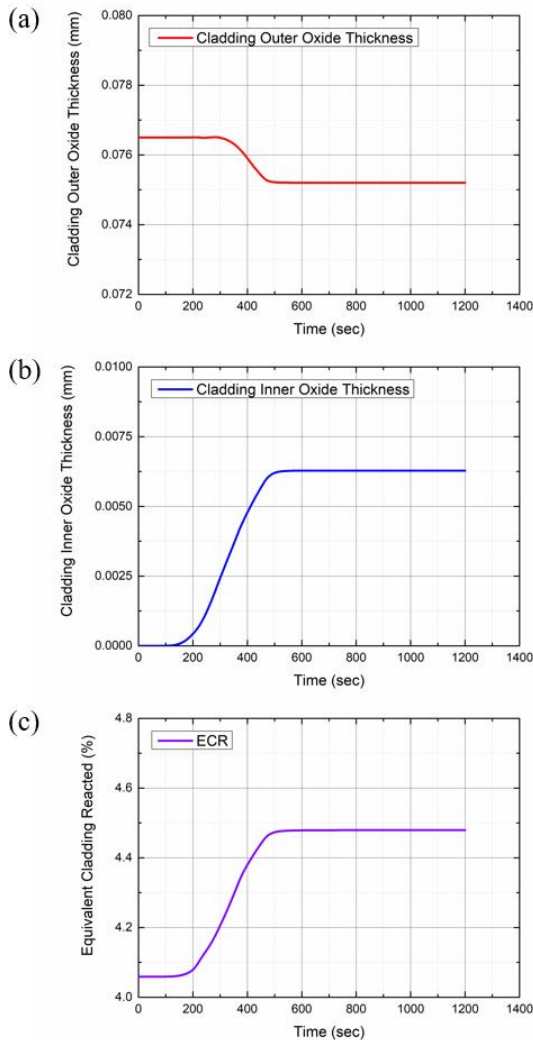 (a)
Cladding Outer Oxide Thickness (mm)
0.080
0.078
0.076
0.074
0.072
Cladding Outer Oxide Thickness
0 200 400 600 800 1000 1200 1400
Time (sec)
(b)
Cladding Inner Oxide Thickness (mm)
0.0100
0.0075
0.0050
0.0025
0.0000
Cladding Inner Oxide Thickness
0 200 400 600 800 1000 1200 1400
Time (sec)
(c)
Equivalent Cladding Reacted (%)
4.8
4.6
4.4
4.2
4.0
ECR
0 200 400 600 800 1000 1200 1400
Time (sec)